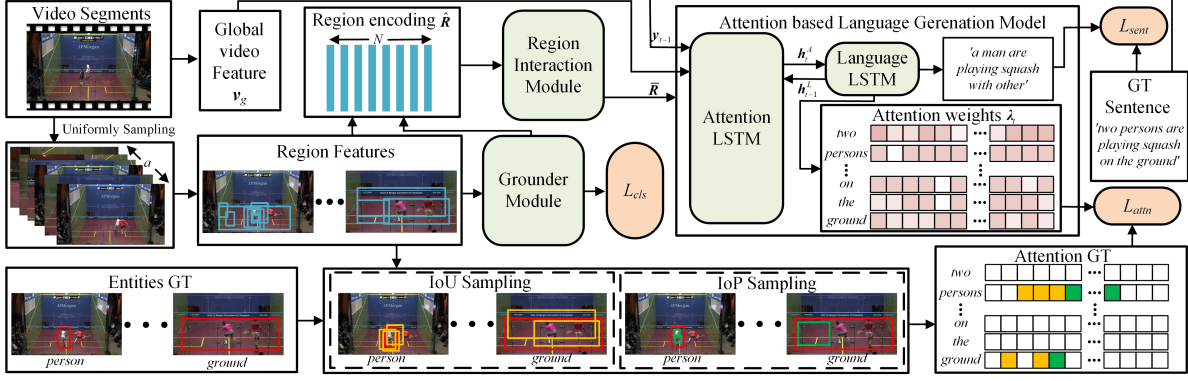 Video Segments
Uniformly Sampling
a
Global
video
Feature
v_g
Region encoding R̂
N
Region
Interaction
Module
R̄
Region Features
Grounder
Module
L_cls
Attention based Language Gerenation Model
y_{t-1}
Attention
LSTM
h_t^A
h_{t-1}^L
Language
LSTM
'a man are
playing squash
with other'
Attention weights λ_t
two
persons
on
the
ground
L_sent
GT
Sentence
'two persons are
playing squash
on the ground'
L_attn
Entities GT
person
ground
IoU Sampling
person
ground
IoP Sampling
person
ground
Attention GT
two
persons
on
the
ground